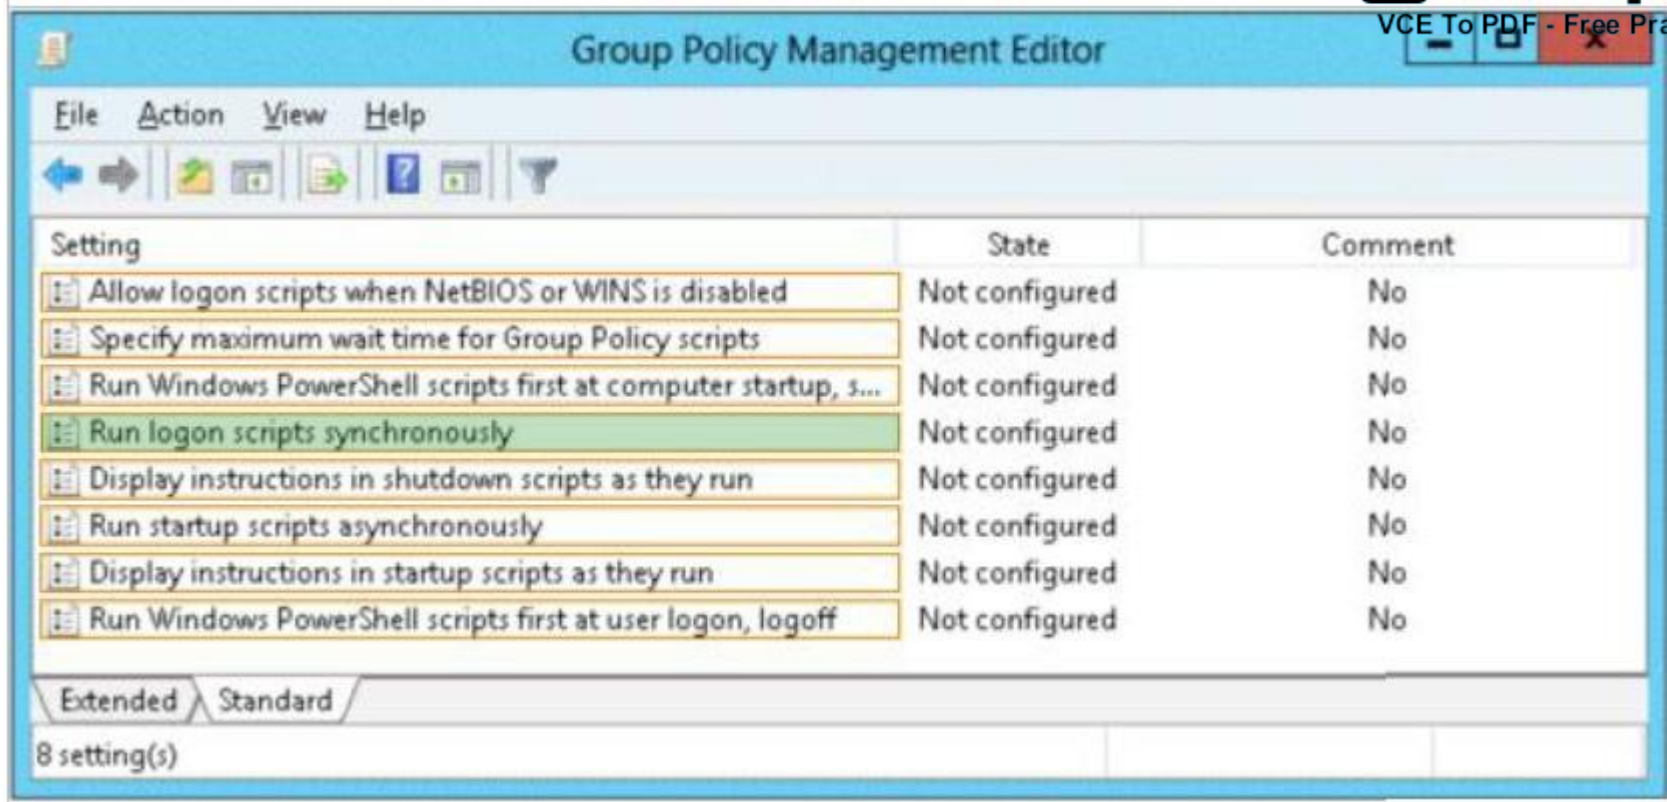 VCE To PDF - Free Pra
Group Policy Management Editor
File Action View Help
Setting State Comment
Allow logon scripts when NetBIOS or WINS is disabled Not configured No
Specify maximum wait time for Group Policy scripts Not configured No
Run Windows PowerShell scripts first at computer startup, s... Not configured No
Run logon scripts synchronously Not configured No
Display instructions in shutdown scripts as they run Not configured No
Run startup scripts asynchronously Not configured No
Display instructions in startup scripts as they run Not configured No
Run Windows PowerShell scripts first at user logon, logoff Not configured No
Extended Standard
8 setting(s)